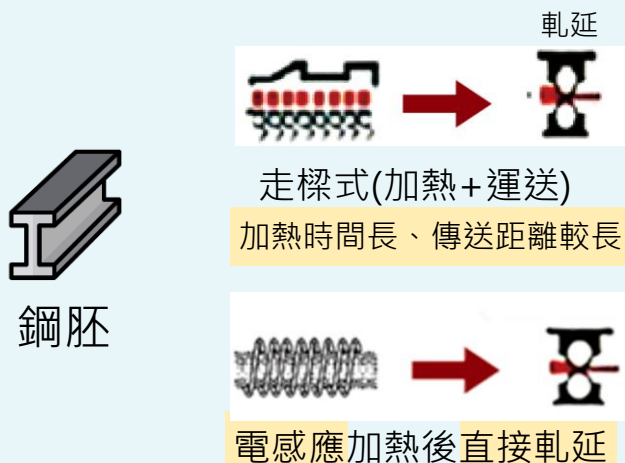 軋延
走樑式(加熱+運送)
加熱時間長、傳送距離較長
鋼胚
電感應加熱後直接軋延